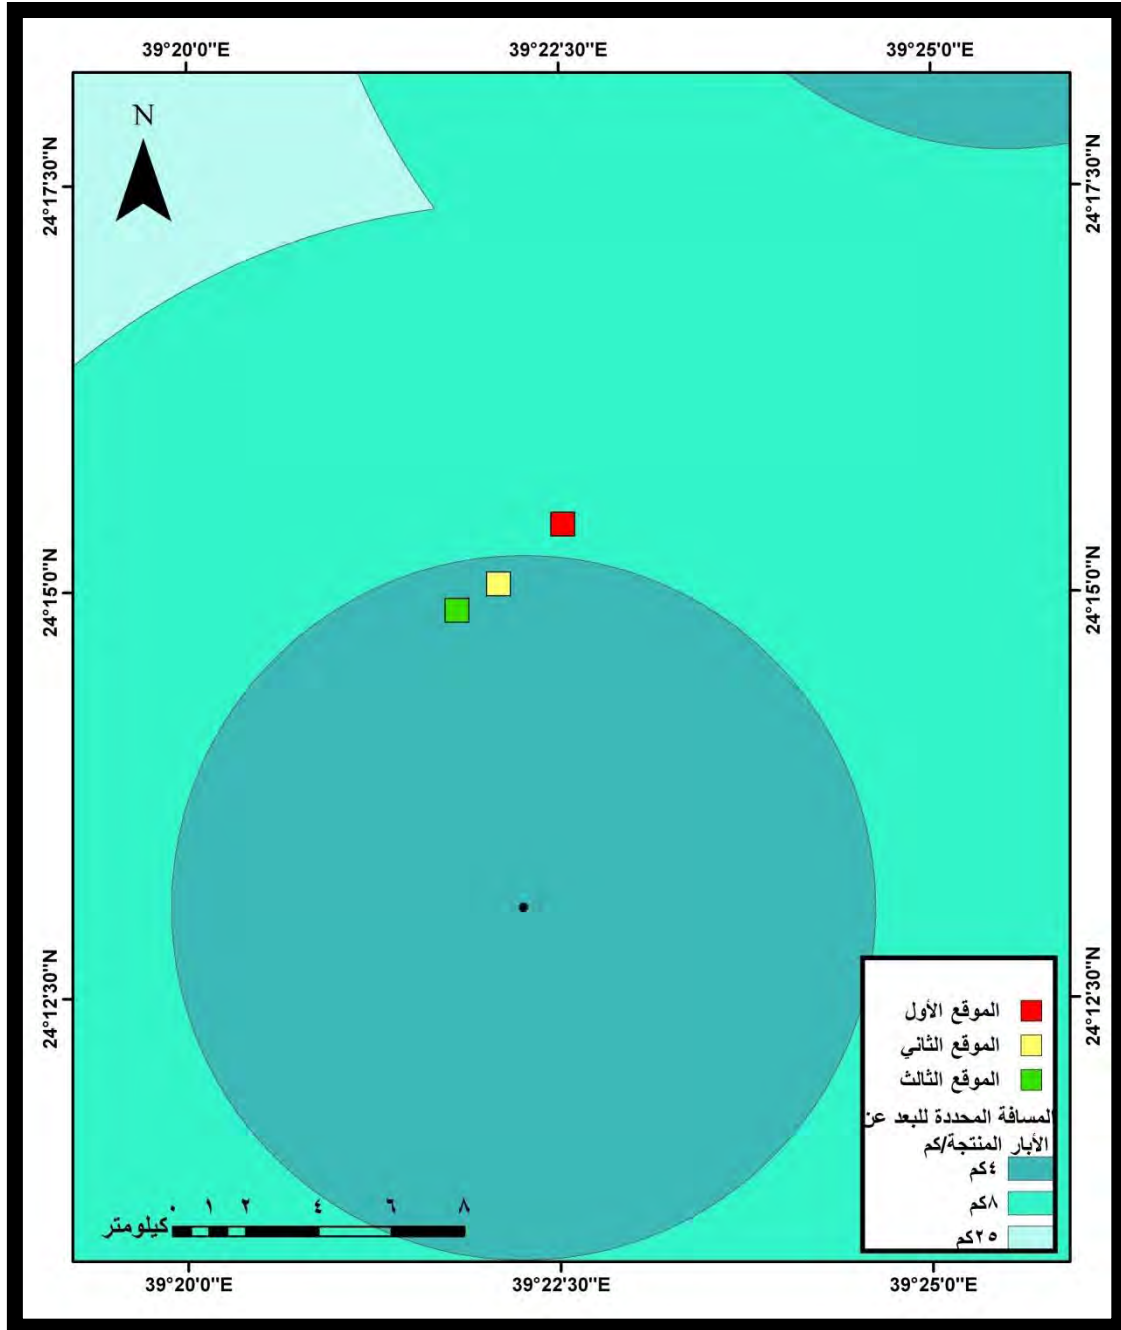 39°20'0"E 39°22'30"E 39°25'0"E
N
24°17'30"N 24°17'30"N
24°15'0"N 24°15'0"N
24°12'30"N 24°12'30"N
الموقع الأول
الموقع الثاني
الموقع الثالث
المسافة المحددة للبعد عن
الأبار المنتجة/كم
٤كم
٨كم
٢٥كم
٠ ١ ٢ ٤ ٦ ٨
كيلومتر
39°20'0"E 39°22'30"E 39°25'0"E